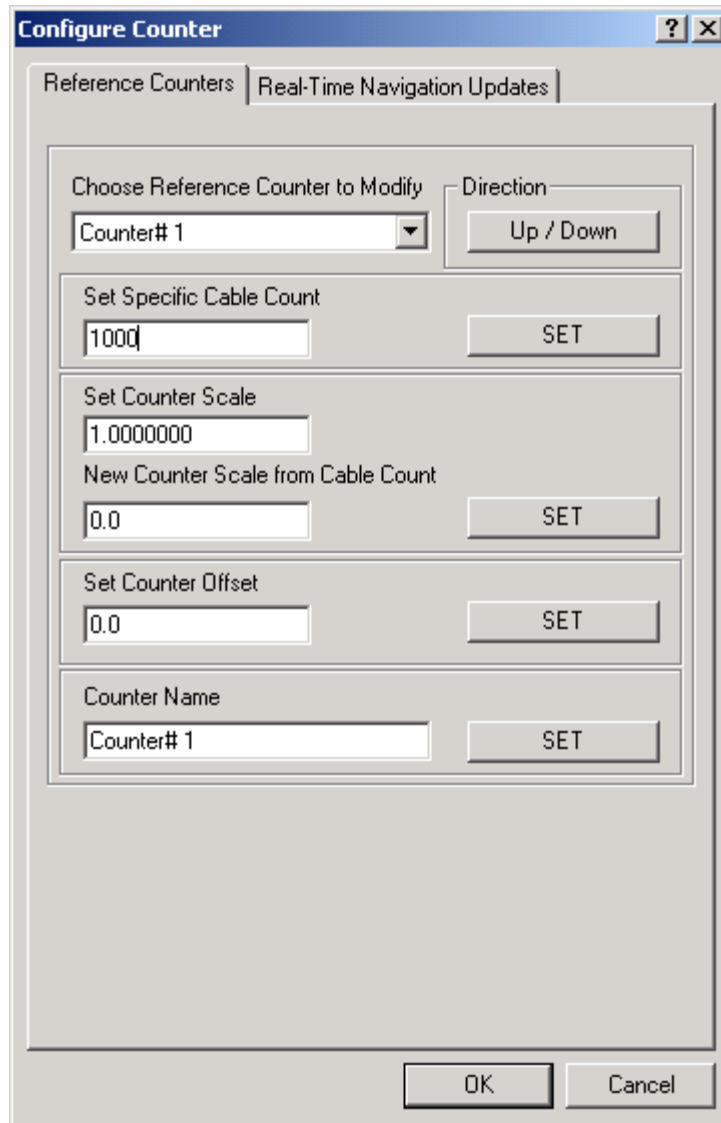 Configure Counter ? X
Reference Counters Real-Time Navigation Updates
Choose Reference Counter to Modify Direction
Counter# 1 Up / Down
Set Specific Cable Count
1000 SET
Set Counter Scale
1.0000000
New Counter Scale from Cable Count
0.0 SET
Set Counter Offset
0.0 SET
Counter Name
Counter# 1 SET
OK Cancel